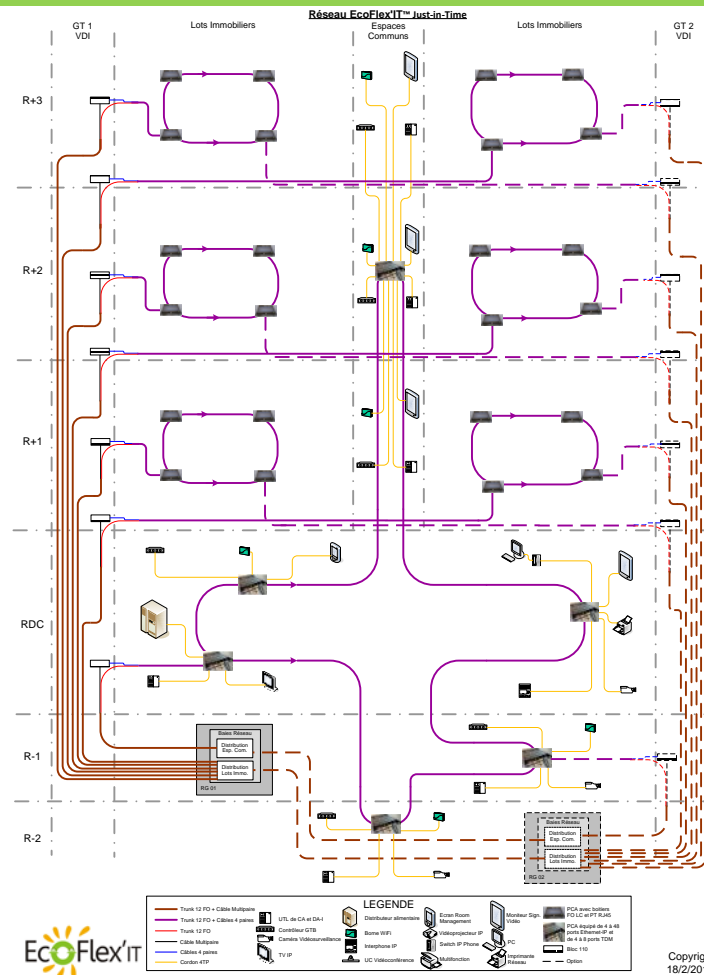 Réseau EcoFlex'IT™ Just-in-Time
GT 1
VDI
Lots Immobiliers
Espaces
Communs
Lots Immobiliers
GT 2
VDI
R+3
R+2
R+1
RDC
R-1
Baies Réseau
Distribution
Esp. Com.
Distribution
Lots Immo.
RG 01
R-2
Baies Réseau
Distribution
Esp. Com.
Distribution
Lots Immo.
RG 02
LEGENDE
Trunk 12 FO + Câble Multipaire
Trunk 12 FO + Câbles 4 paires
Trunk 12 FO
Câble Multipaire
Câbles 4 paires
Cordon 4TP
UTL de CA et DA-I
Contrôleur GTB
Caméra Vidéosurveillance
TV IP
Distributeur alimentaire
Borne WiFi
Interphone IP
UC Vidéoconférence
Ecran Room
Management
Vidéoprojecteur IP
Switch IP Phone
Multifonction
Moniteur Sign.
Vidéo
PC
Imprimante
Réseau
PCA avec boitiers
FO LC et PT RJ45
PCA équipé de 4 à 48
ports Ethernet-IP et
de 4 à 8 ports TDM
Bloc 110
Option
EcoFlex'IT
Copyrig
18/2/20